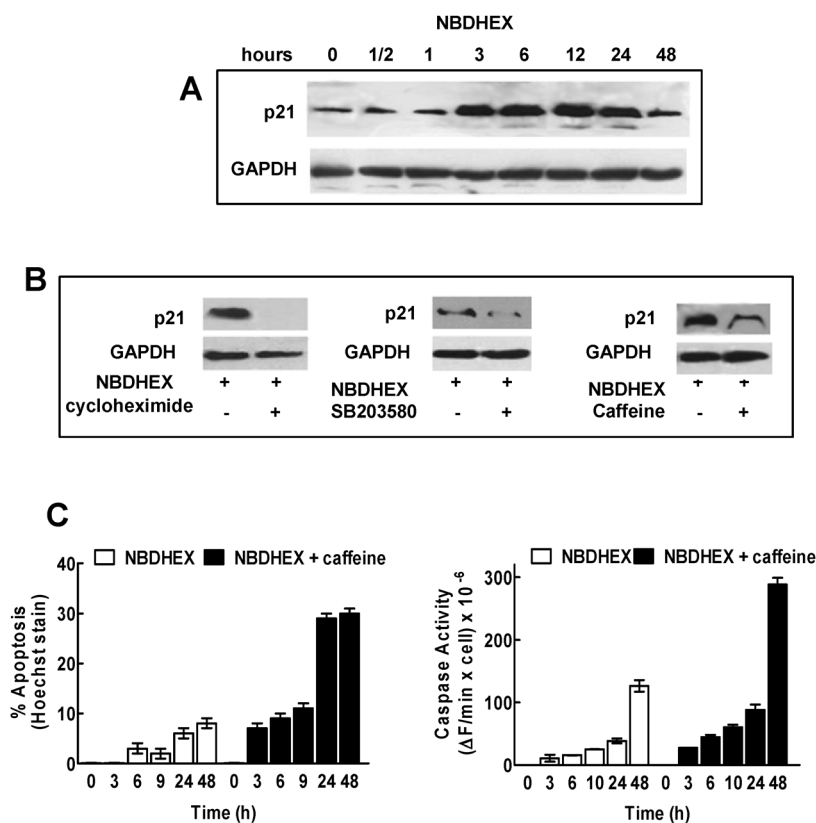 NBDHEX
hours 0 1/2 1 3 6 12 24 48
A
p21
GAPDH
B
p21
GAPDH
NBDHEX + +
cycloheximide - +
p21
GAPDH
NBDHEX + +
SB203580 - +
p21
GAPDH
NBDHEX + +
Caffeine - +
C
NBDHEX NBDHEX + caffeine
% Apoptosis
(Hoechst stain)
40
30
20
10
0
0 3 6 9 24 48 0 3 6 9 24 48
Time (h)
NBDHEX NBDHEX + caffeine
Caspase Activity
(ΔF/min x cell) x 10 -6
300
200
100
0
0 3 6 10 24 48 0 3 6 10 24 48
Time (h)